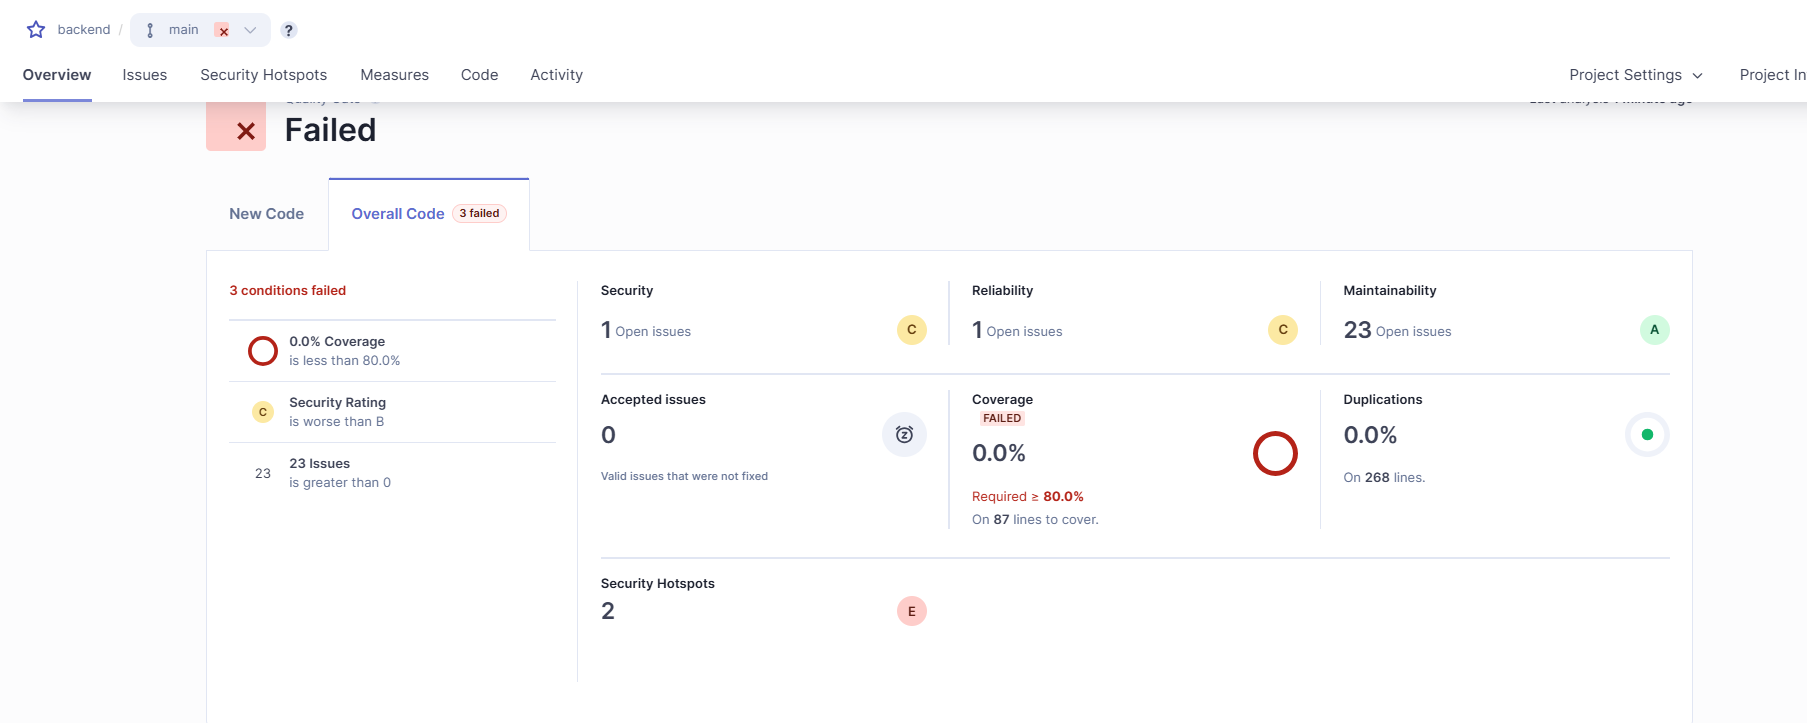 backend / main ?
Overview Issues Security Hotspots Measures Code Activity Project Settings Project In
Failed
New Code Overall Code 3 failed
3 conditions failed
0.0% Coverage
is less than 80.0%
C Security Rating
is worse than B
23 23 Issues
is greater than 0
Security
1 Open issues C
Reliability
1 Open issues C
Maintainability
23 Open issues A
Accepted issues
0
Valid issues that were not fixed
Coverage
FAILED
0.0%
Required ≥ 80.0%
On 87 lines to cover.
Duplications
0.0%
On 268 lines.
Security Hotspots
2 E